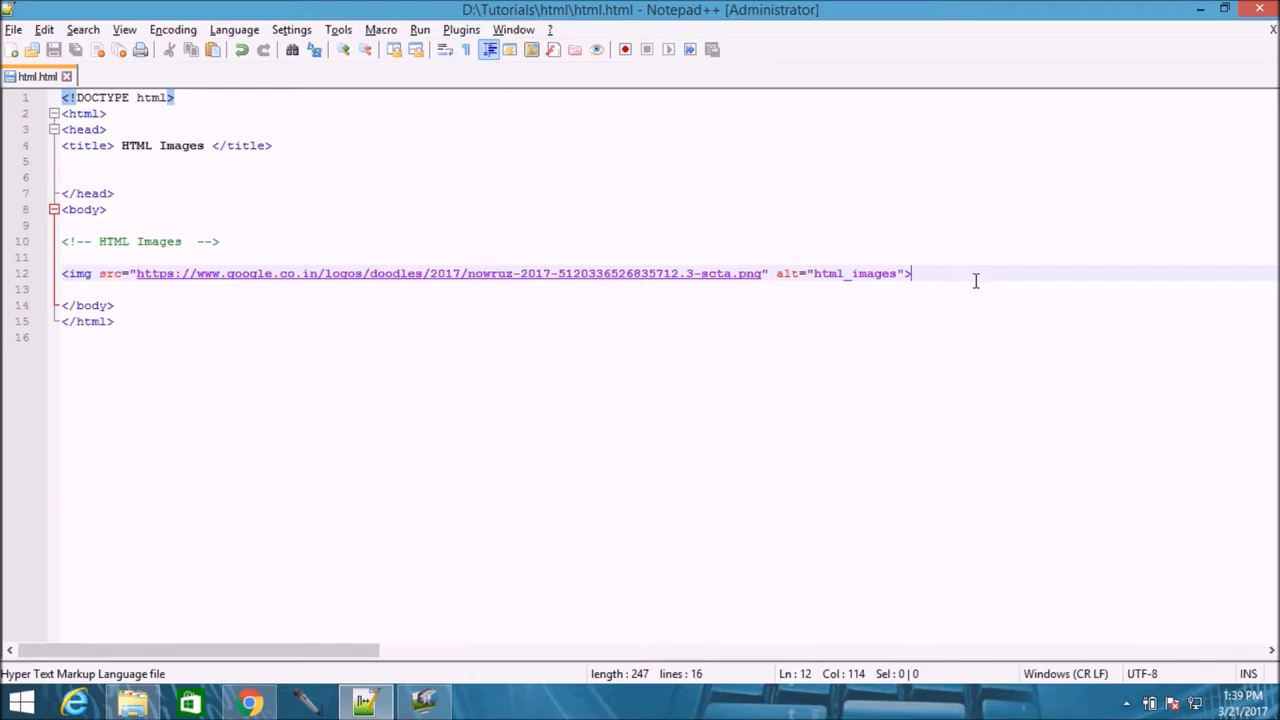 D:\Tutorials\html\html.html - Notepad++ [Administrator]
File Edit Search View Encoding Language Settings Tools Macro Run Plugins Window ? X
html.html
1 <!DOCTYPE html>
2 <html>
3 <head>
4 <title> HTML Images </title>
5
6
7 </head>
8 <body>
9
10 <!-- HTML Images -->
11
12 <img src="https://www.google.co.in/logos/doodles/2017/nowruz-2017-5120336526835712.3-scta.png" alt="html_images">
13
14 </body>
15 </html>
16
Hyper Text Markup Language file length : 247 lines : 16 Ln : 12 Col : 114 Sel : 0 | 0 Windows (CR LF) UTF-8 INS
1:39 PM
3/21/2017